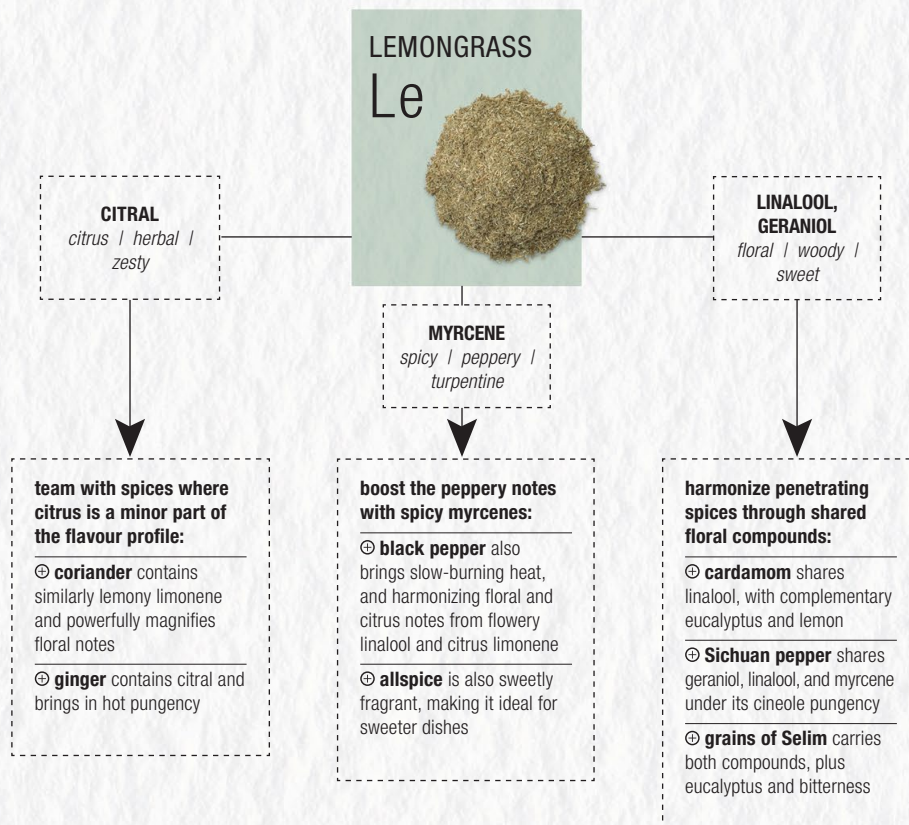 LEMONGRASS
Le
CITRAL
citrus | herbal |
zesty
MYRCENE
spicy | peppery |
turpentine
LINALOOL,
GERANIOL
floral | woody |
sweet
team with spices where
citrus is a minor part of
the flavour profile:
⊕ coriander contains
similarly lemony limonene
and powerfully magnifies
floral notes
⊕ ginger contains citral and
brings in hot pungency
boost the peppery notes
with spicy myrcenes:
⊕ black pepper also
brings slow-burning heat,
and harmonizing floral and
citrus notes from flowery
linalool and citrus limonene
⊕ allspice is also sweetly
fragrant, making it ideal for
sweeter dishes
harmonize penetrating
spices through shared
floral compounds:
⊕ cardamom shares
linalool, with complementary
eucalyptus and lemon
⊕ Sichuan pepper shares
geraniol, linalool, and myrcene
under its cineole pungency
⊕ grains of Selim carries
both compounds, plus
eucalyptus and bitterness